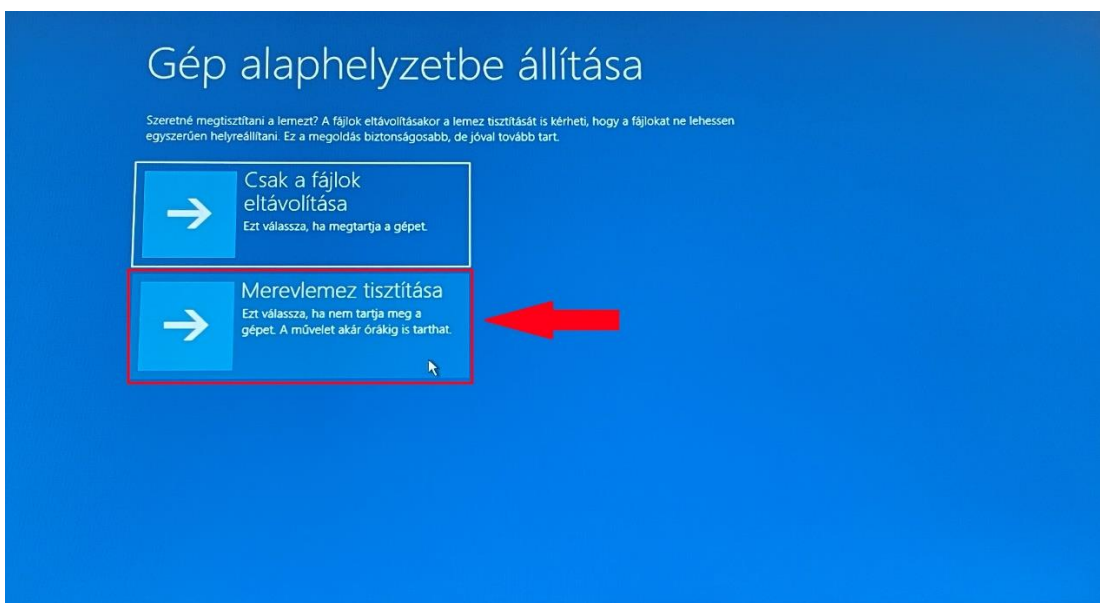 Gép alaphelyzetbe állítása
Szeretné megtisztítani a lemezt? A fájlok eltávolításakor a lemez tisztítását is kérheti, hogy a fájlokat ne lehessen
egyszerűen helyreállítani. Ez a megoldás biztonságosabb, de jóval tovább tart.
Csak a fájlok
eltávolítása
Ezt válassza, ha megtartja a gépet.
Merevlemez tisztítása
Ezt válassza, ha nem tartja meg a
gépet. A művelet akár órákig is tarthat.